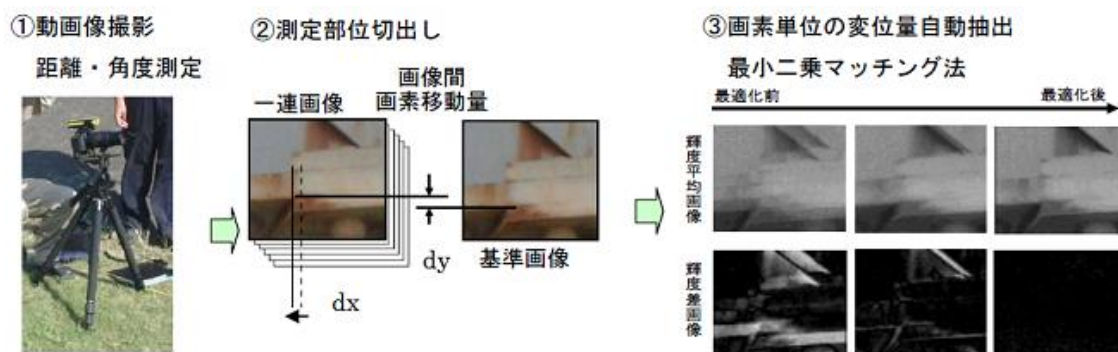 ①動画像撮影
距離・角度測定
②測定部位切出し
一連画像
画像間
画素移動量
基準画像
dy
dx
③画素単位の変位量自動抽出
最小二乗マッチング法
最適化前
最適化後
輝度平均画像
輝度差画像